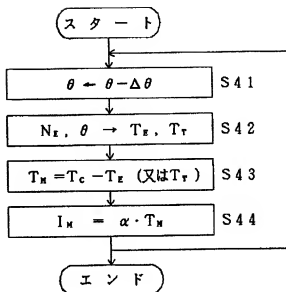 スタート
θ ← θ−Δθ S41
N_E, θ → T_E, T_T S42
T_M = T_C − T_E (又はT_T) S43
I_M = α・T_M S44
エンド